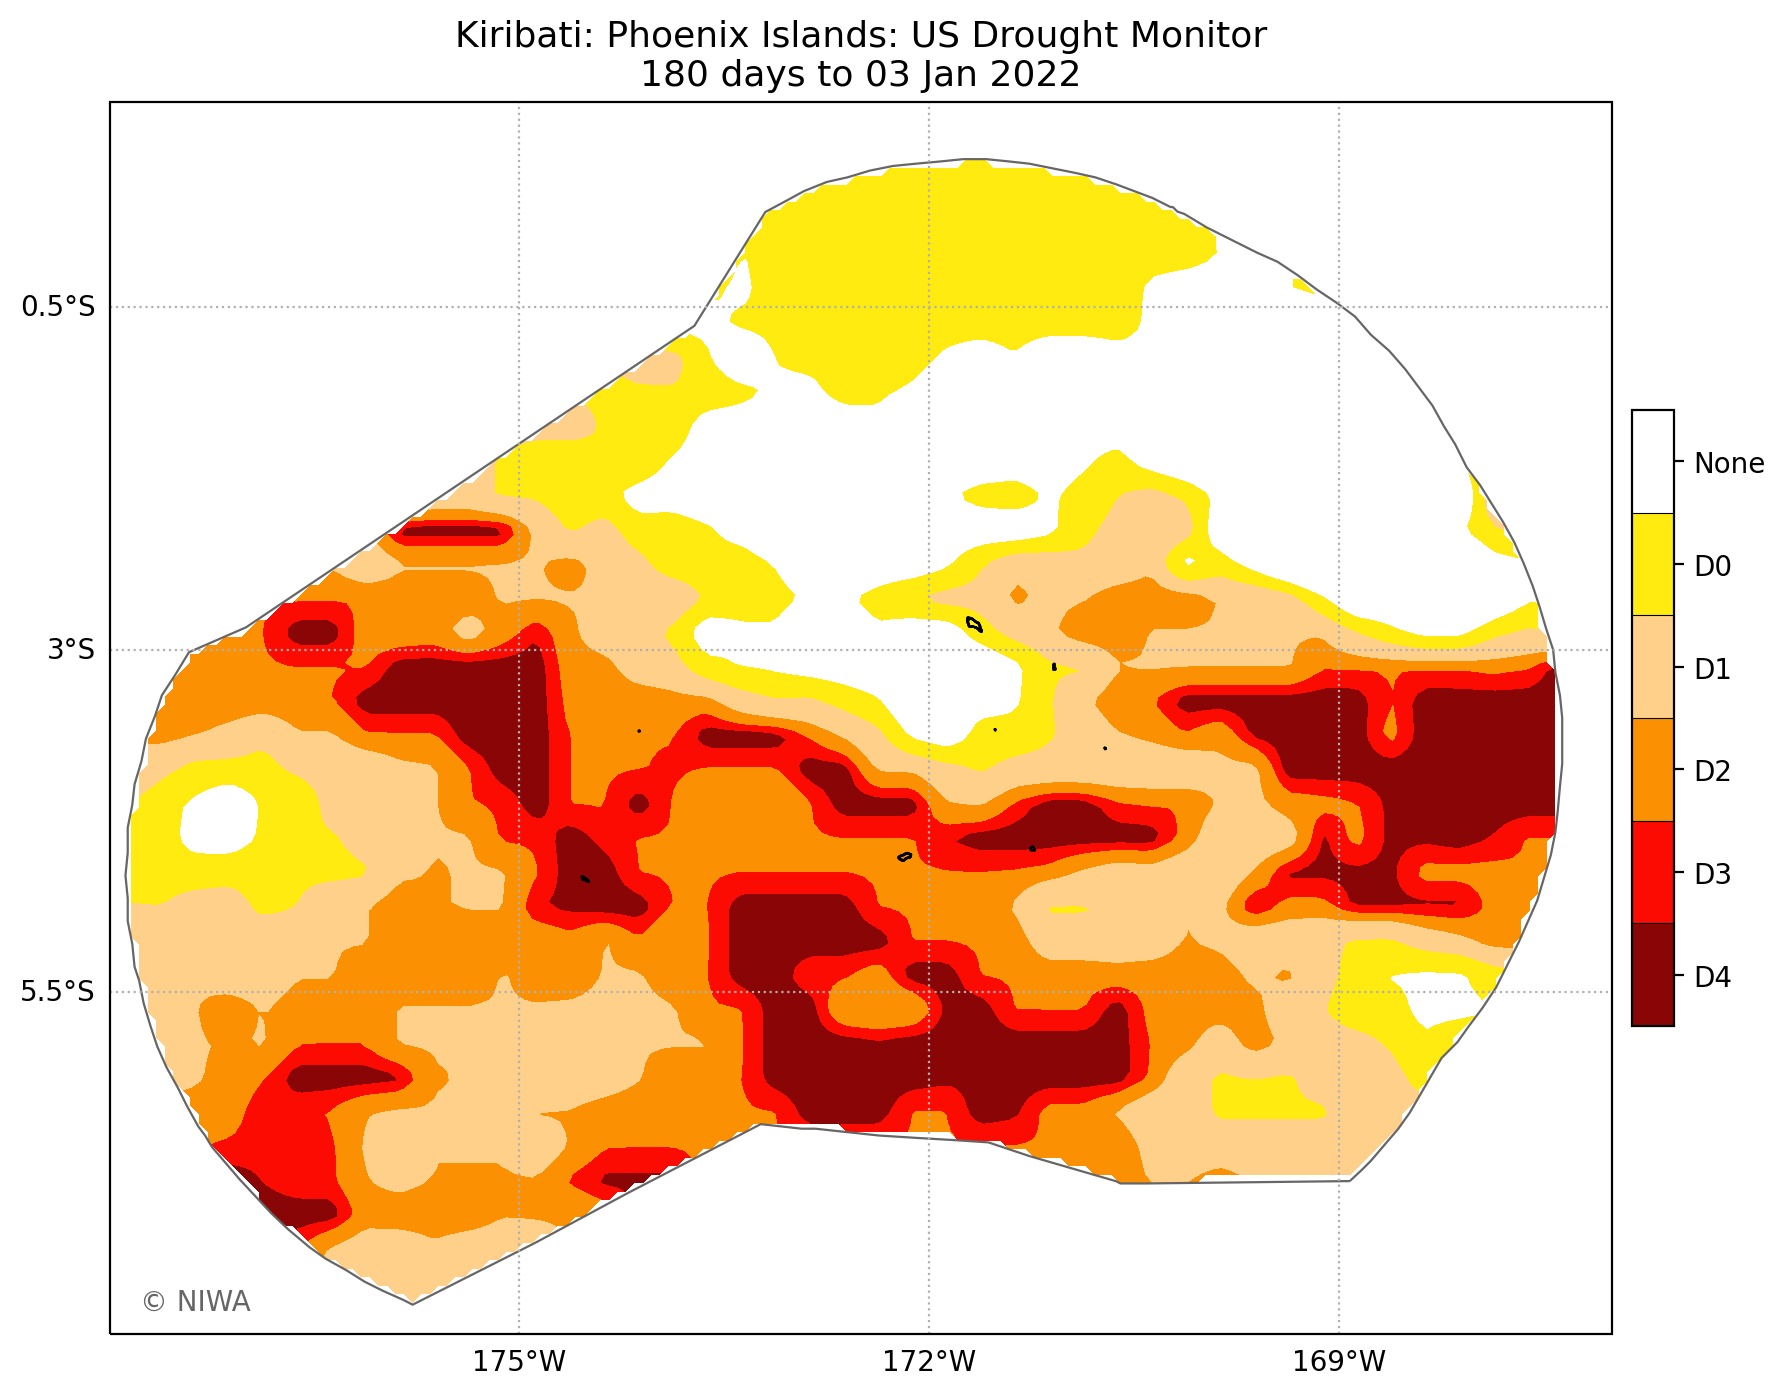 Kiribati: Phoenix Islands: US Drought Monitor
180 days to 03 Jan 2022
0.5°S
3°S
5.5°S
175°W
172°W
169°W
None
D0
D1
D2
D3
D4
© NIWA